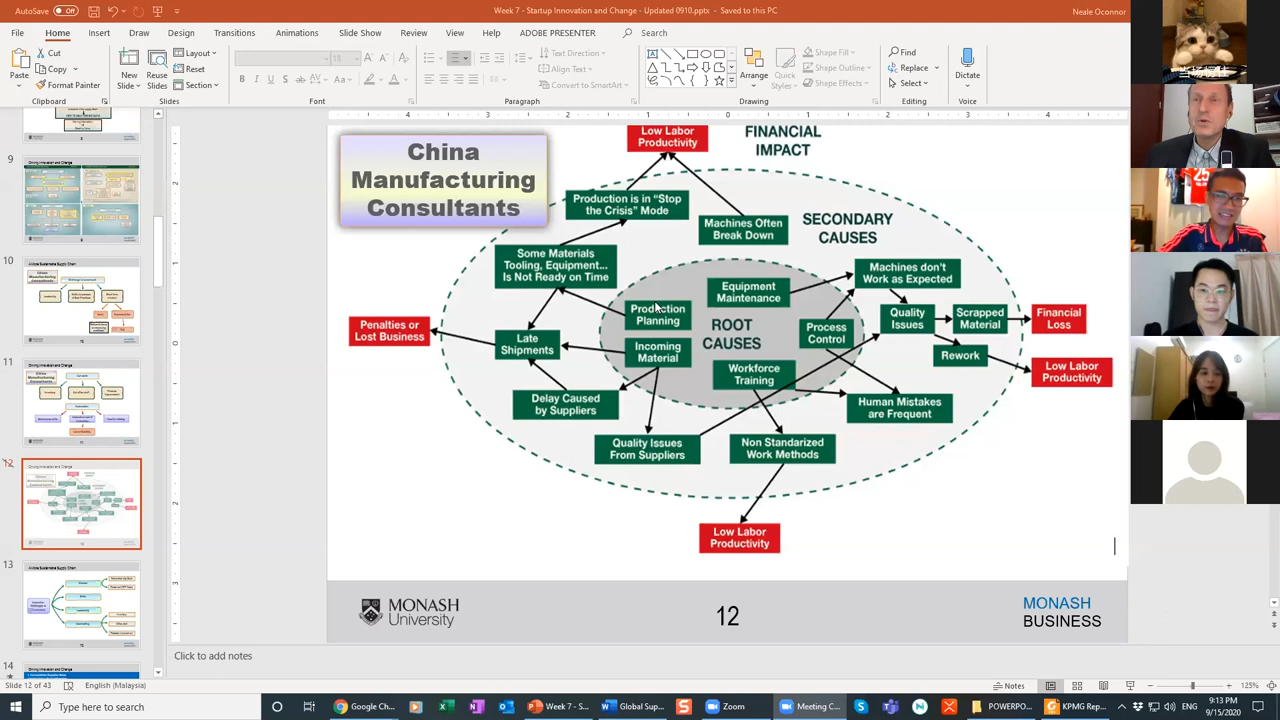 AutoSave
Off
Week 7 - Startup Innovation and Change - Updated 0910.pptx - Saved to this PC
Neale Oconnor
File
Home
Insert
Draw
Design
Transitions
Animations
Slide Show
Review
View
Help
ADOBE PRESENTER
Search
Paste
Cut
Copy
Format Painter
Clipboard
New
Slide
Reuse
Slides
Layout
Reset
Section
Slides
18
Font
Text Direction
Align Text
Convert to SmartArt
Paragraph
Arrange
Quick
Styles
Shape Fill
Shape Outline
Shape Effects
Drawing
Find
Replace
Select
Editing
Dictate
Voice
9
10
11
12
13
14
China
Manufacturing
Consultants
Low Labor
Productivity
FINANCIAL
IMPACT
Production is in “Stop
the Crisis” Mode
Machines Often
Break Down
SECONDARY
CAUSES
Some Materials
Tooling, Equipment...
Is Not Ready on Time
Machines don't
Work as Expected
Equipment
Maintenance
Production
Planning
ROOT
CAUSES
Process
Control
Quality
Issues
Scrapped
Material
Financial
Loss
Penalties or
Lost Business
Late
Shipments
Incoming
Material
Rework
Low Labor
Productivity
Workforce
Training
Delay Caused
by Suppliers
Human Mistakes
are Frequent
Quality Issues
From Suppliers
Non Standarized
Work Methods
Low Labor
Productivity
MONASH
University
12
MONASH
BUSINESS
Click to add notes
Slide 12 of 43
English (Malaysia)
Notes
125%
Type here to search
Google Ch...
Week 7 - S...
Global Sup...
Zoom
Meeting C...
POWERPO...
KPMG Rep...
ENG
9:13 PM
9/15/2020
25